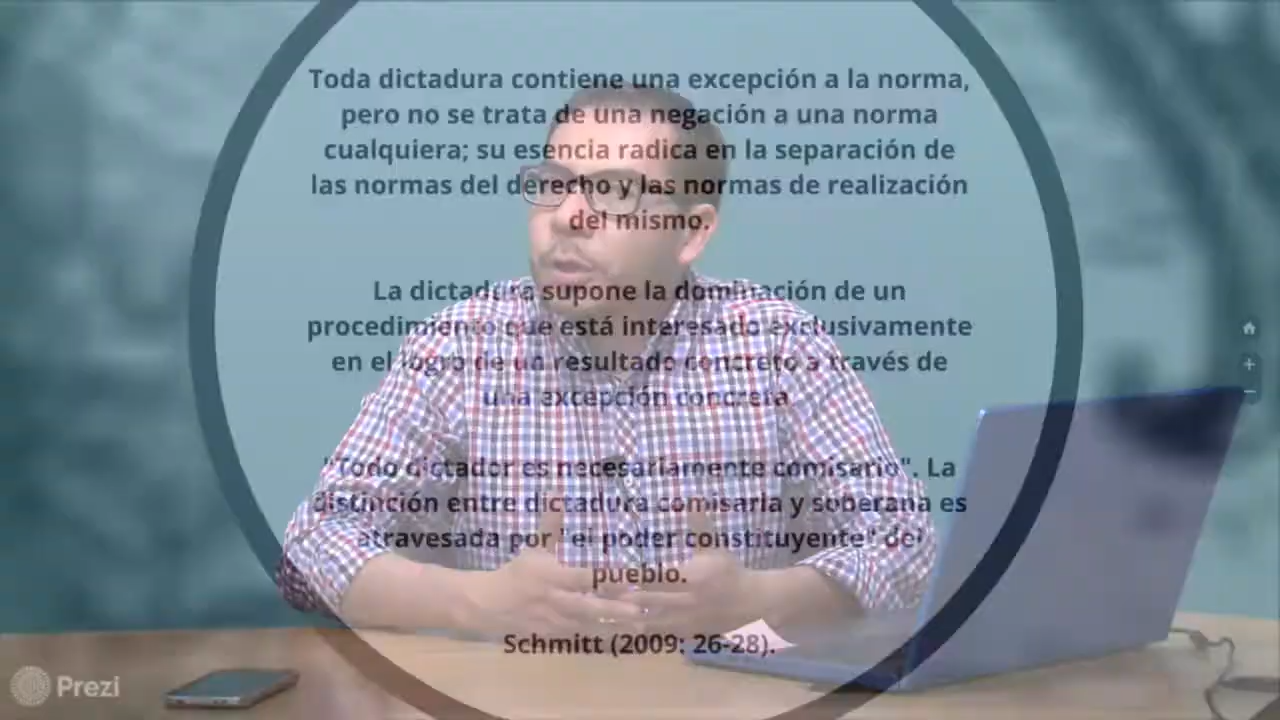 Toda dictadura contiene una excepción a la norma,
pero no se trata de una negación a una norma
cualquiera; su esencia radica en la separación de
las normas del derecho y las normas de realización
del mismo.
La dictadura supone la dominación de un
procedimiento que está interesado exclusivamente
en el logro de un resultado concreto a través de
una excepción concreta
"Todo dictador es necesariamente comisario". La
distinción entre dictadura comisaria y soberana es
atravesada por "el poder constituyente" del
pueblo.
Schmitt (2009: 26-28).
Prezi